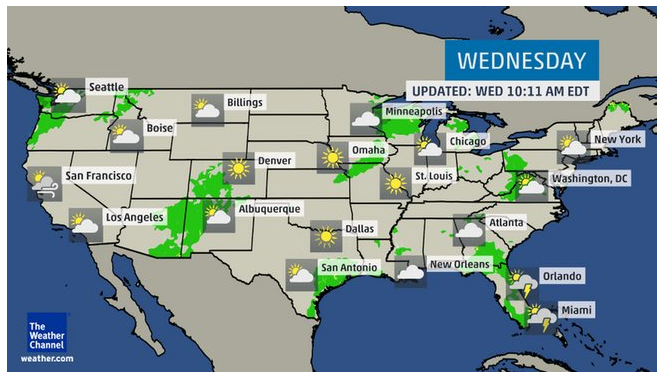 WEDNESDAY
UPDATED: WED 10:11 AM EDT
Seattle
Billings
Minneapolis
Boise
Chicago
New York
Omaha
Denver
San Francisco
St. Louis
Washington, DC
Albuquerque
Los Angeles
Dallas
Atlanta
San Antonio
New Orleans
Orlando
Miami
The
Weather
Channel
weather.com